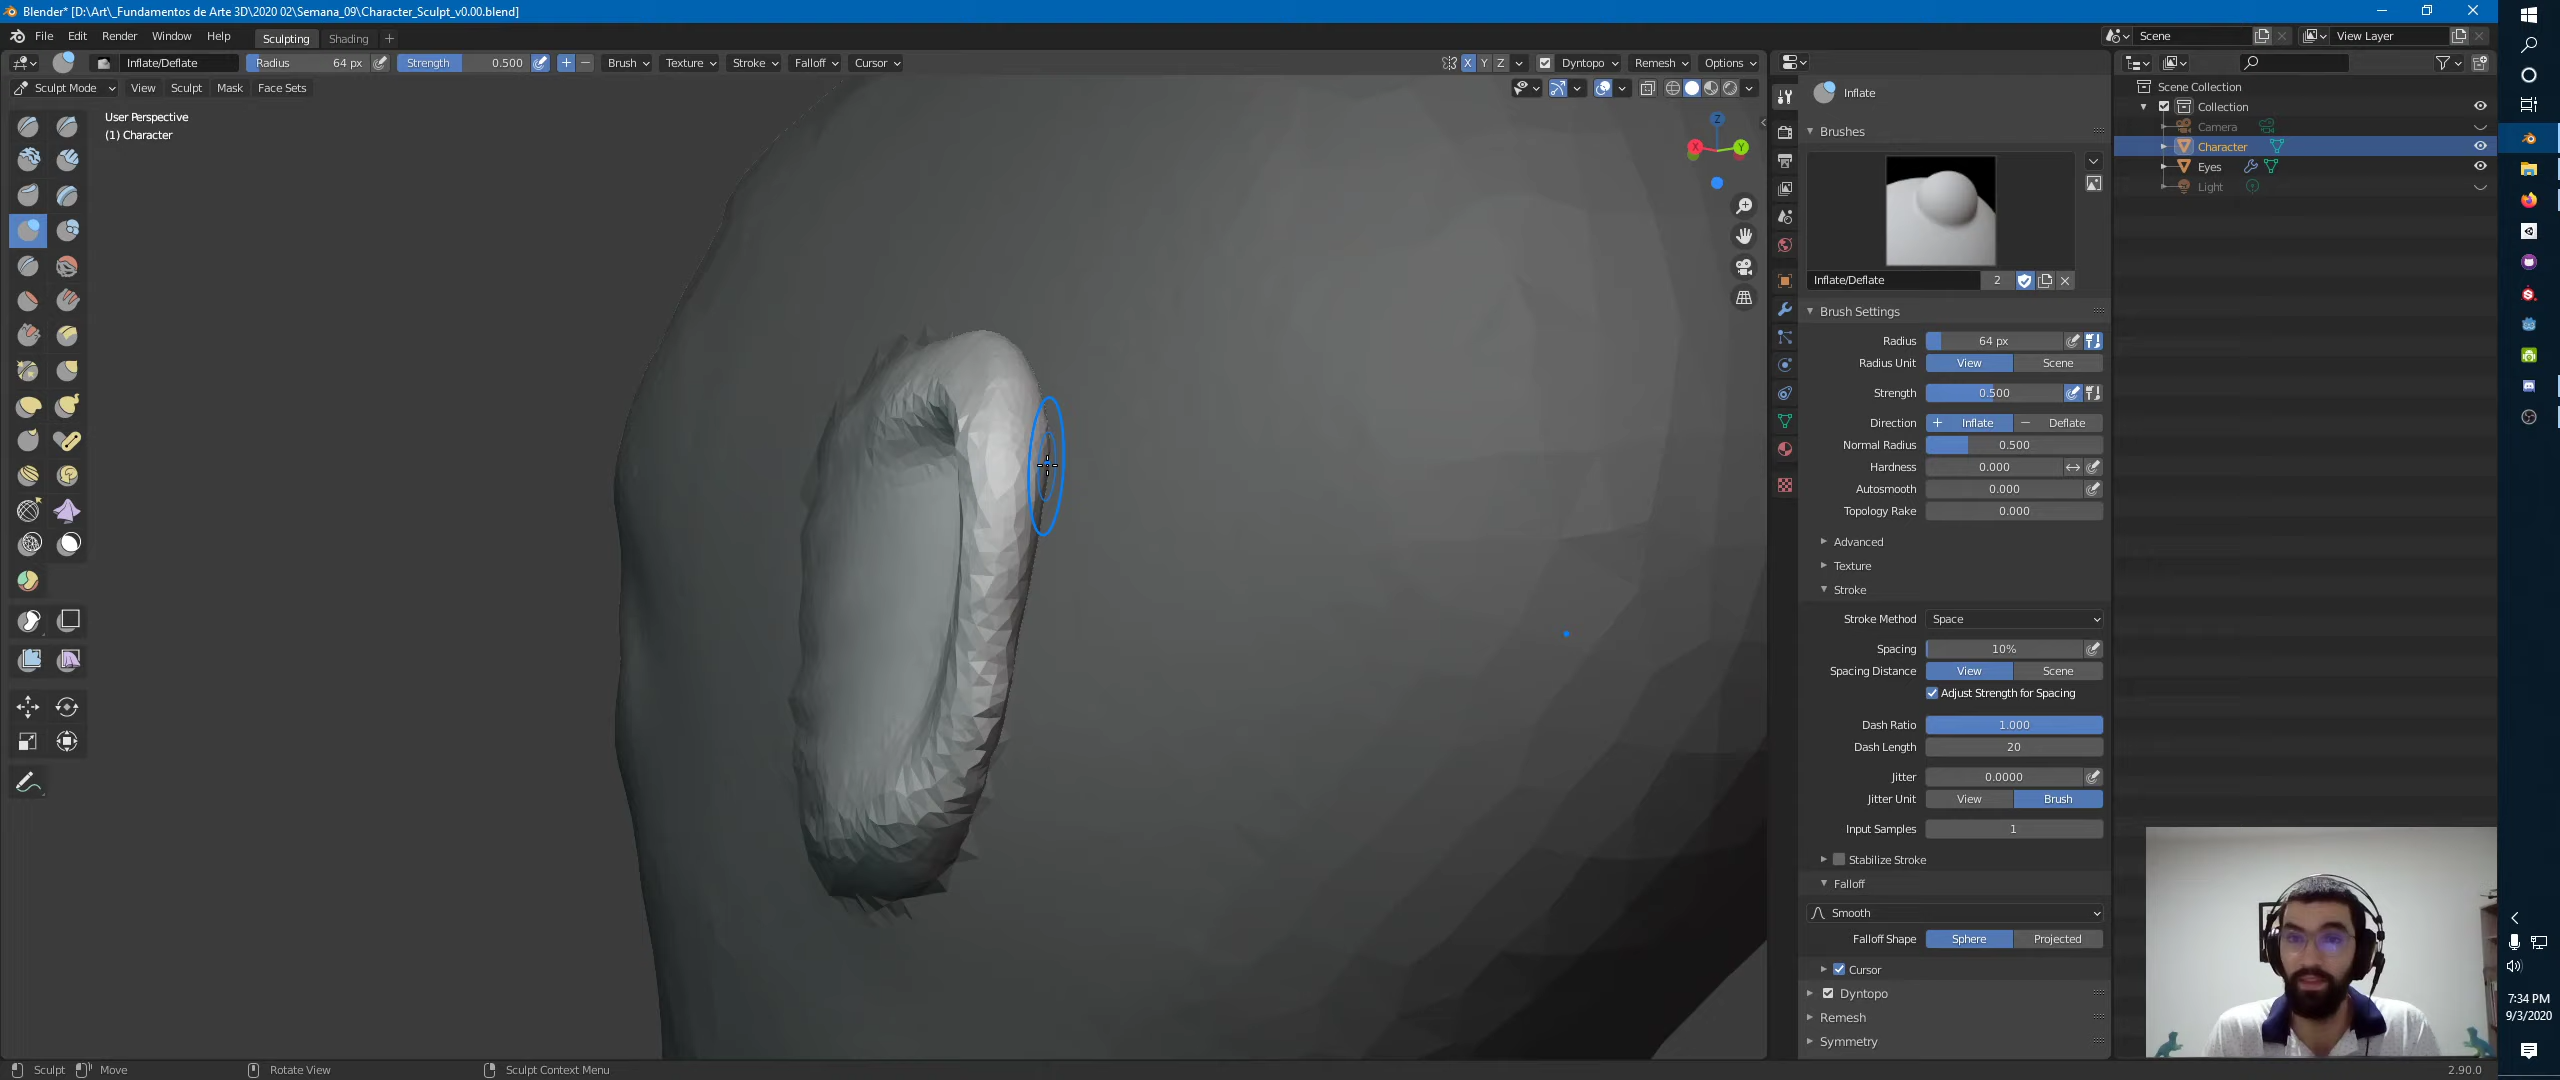 Blender* [D:\Art\_Fundamentos de Arte 3D\2020 02\Semana_09\Character_Sculpt_v0.00.blend]
File Edit Render Window Help Sculpting Shading +
Scene View Layer
Inflate/Deflate Radius 64 px Strength 0.500 + − Brush Texture Stroke Falloff Cursor X Y Z Dyntopo Remesh Options
Sculpt Mode View Sculpt Mask Face Sets
User Perspective
(1) Character
Z
X Y
Inflate
Brushes
Inflate/Deflate 2
Brush Settings
Radius 64 px
Radius Unit View Scene
Strength 0.500
Direction + Inflate − Deflate
Normal Radius 0.500
Hardness 0.000
Autosmooth 0.000
Topology Rake 0.000
Advanced
Texture
Stroke
Stroke Method Space
Spacing 10%
Spacing Distance View Scene
Adjust Strength for Spacing
Dash Ratio 1.000
Dash Length 20
Jitter 0.0000
Jitter Unit View Brush
Input Samples 1
Stabilize Stroke
Falloff
Smooth
Falloff Shape Sphere Projected
Cursor
Dyntopo
Remesh
Symmetry
Scene Collection
Collection
Camera
Character
Eyes
Light
7:34 PM
9/3/2020
Sculpt Move Rotate View Sculpt Context Menu 2.90.0